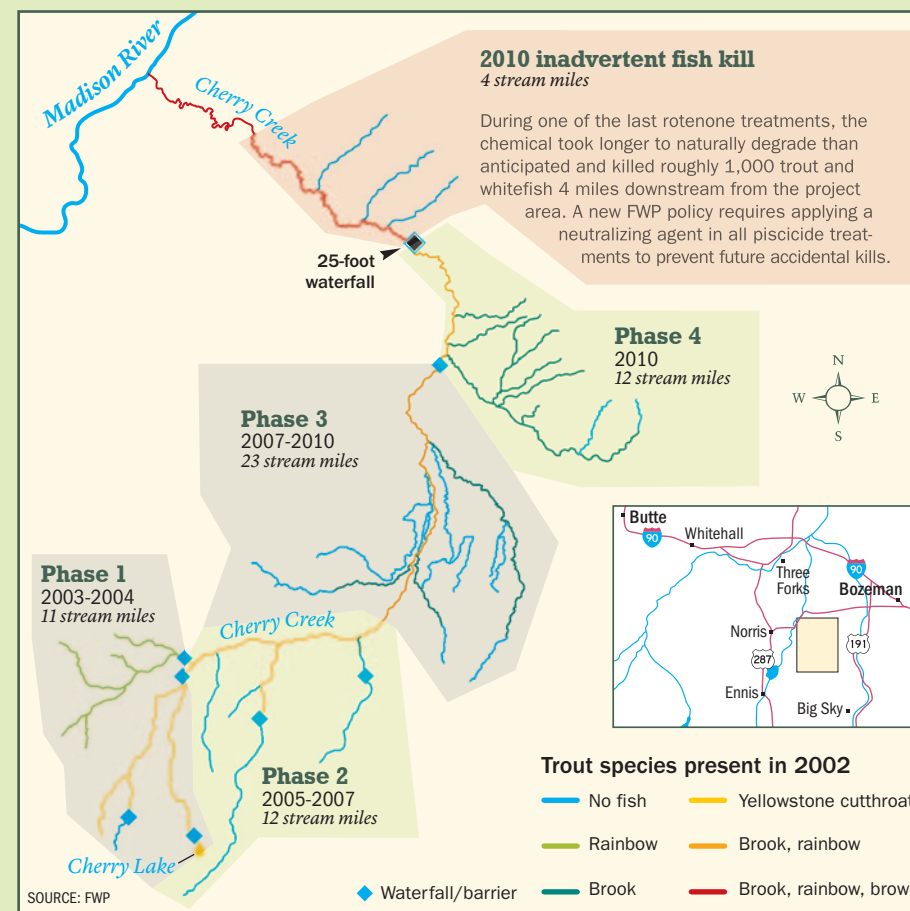 2010 inadvertent fish kill
4 stream miles
During one of the last rotenone treatments, the
chemical took longer to naturally degrade than
anticipated and killed roughly 1,000 trout and
whitefish 4 miles downstream from the project
area. A new FWP policy requires applying a
neutralizing agent in all piscicide treat-
ments to prevent future accidental kills.
Madison River
Cherry Creek
25-foot
waterfall
Phase 4
2010
12 stream miles
N
W E
S
Phase 3
2007-2010
23 stream miles
Phase 1
2003-2004
11 stream miles
Cherry Creek
Phase 2
2005-2007
12 stream miles
Cherry Lake
SOURCE: FWP
Waterfall/barrier
Butte
90
Whitehall
Three
Forks
90
Bozeman
Norris
287
191
Ennis
Big Sky
Trout species present in 2002
No fish
Yellowstone cutthroat
Rainbow
Brook, rainbow
Brook
Brook, rainbow, brow